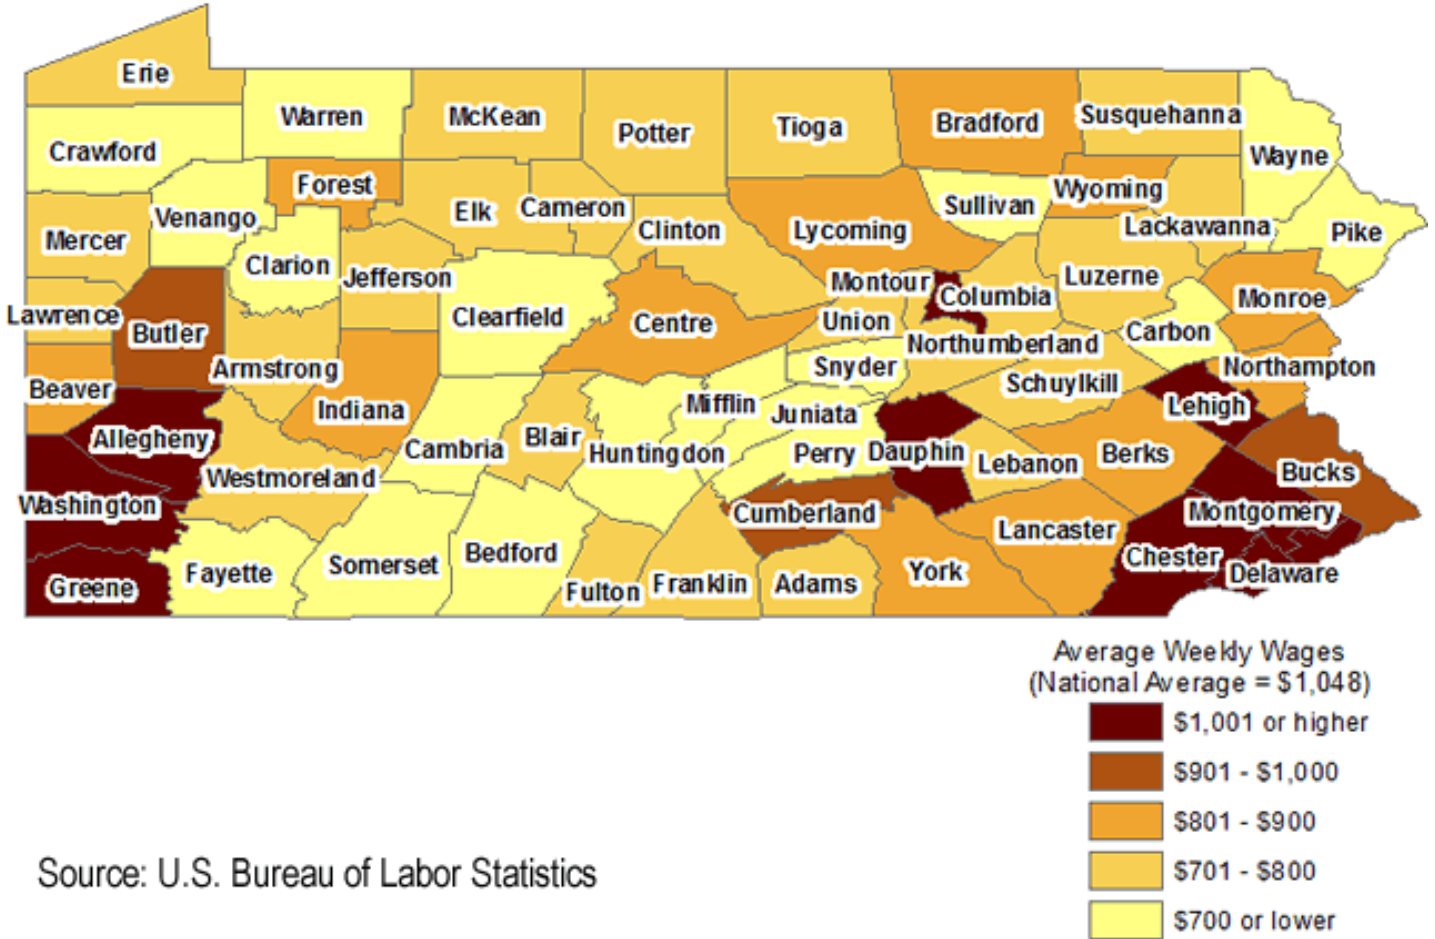 Erie
Warren
McKean
Potter
Tioga
Bradford
Susquehanna
Wayne
Crawford
Forest
Venango
Elk
Cameron
Clinton
Lycoming
Sullivan
Wyoming
Lackawanna
Pike
Mercer
Clarion
Jefferson
Clearfield
Centre
Montour
Columbia
Luzerne
Monroe
Lawrence
Butler
Armstrong
Union
Snyder
Northumberland
Carbon
Schuylkill
Northampton
Beaver
Indiana
Cambria
Blair
Huntingdon
Mifflin
Juniata
Perry
Dauphin
Lebanon
Berks
Lehigh
Bucks
Allegheny
Westmoreland
Washington
Cumberland
Lancaster
Montgomery
Chester
Delaware
Greene
Fayette
Somerset
Bedford
Fulton
Franklin
Adams
York
Average Weekly Wages
(National Average = $1,048)
$1,001 or higher
$901 - $1,000
$801 - $900
$701 - $800
$700 or lower
Source: U.S. Bureau of Labor Statistics